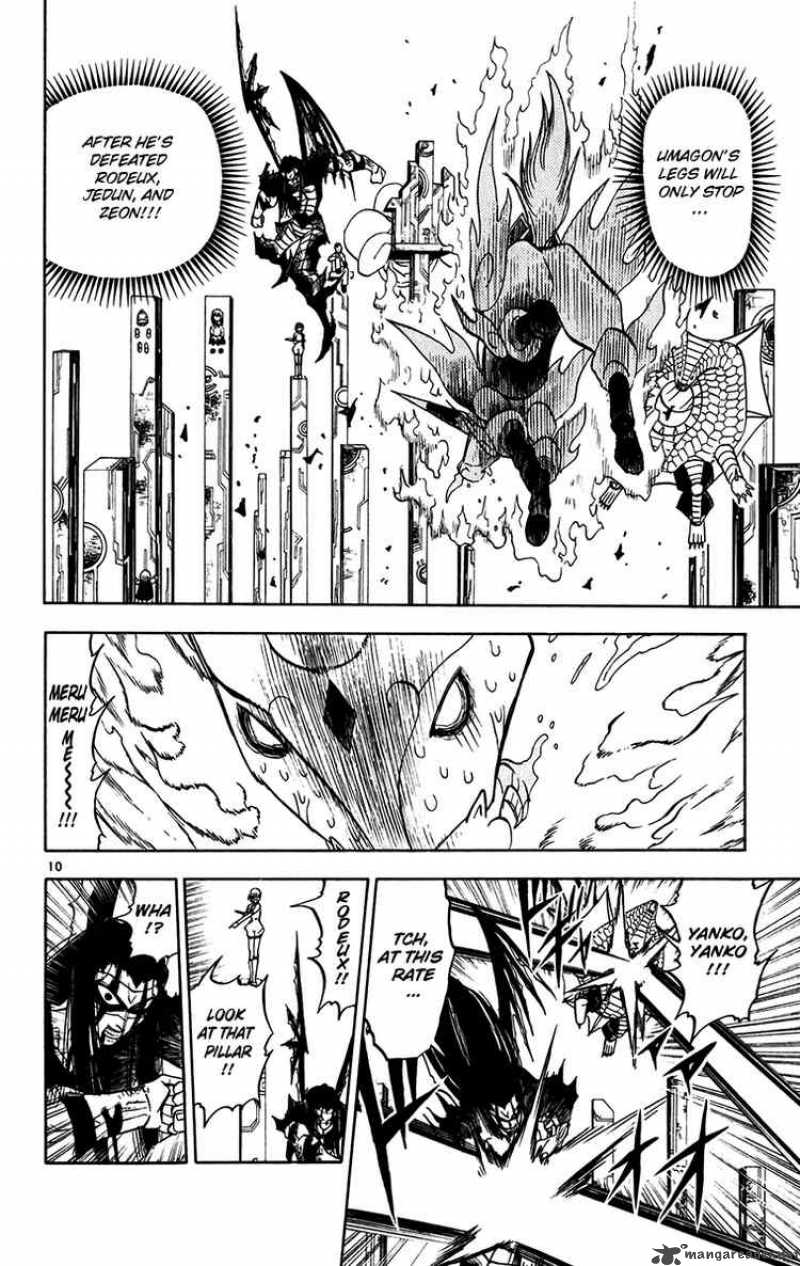 UMAGON'S
LEGS WILL
ONLY STOP
...
AFTER HE'S
DEFEATED
RODEUX,
JEDUN, AND
ZEON!!!
MERU
MERU
ME~~~
!!!
10
YANKO,
YANKO
!!!
TCH,
AT THIS
RATE
...
RODEUX!!
LOOK
AT THAT
PILLAR
!!
WHA
!?
mangareader.net